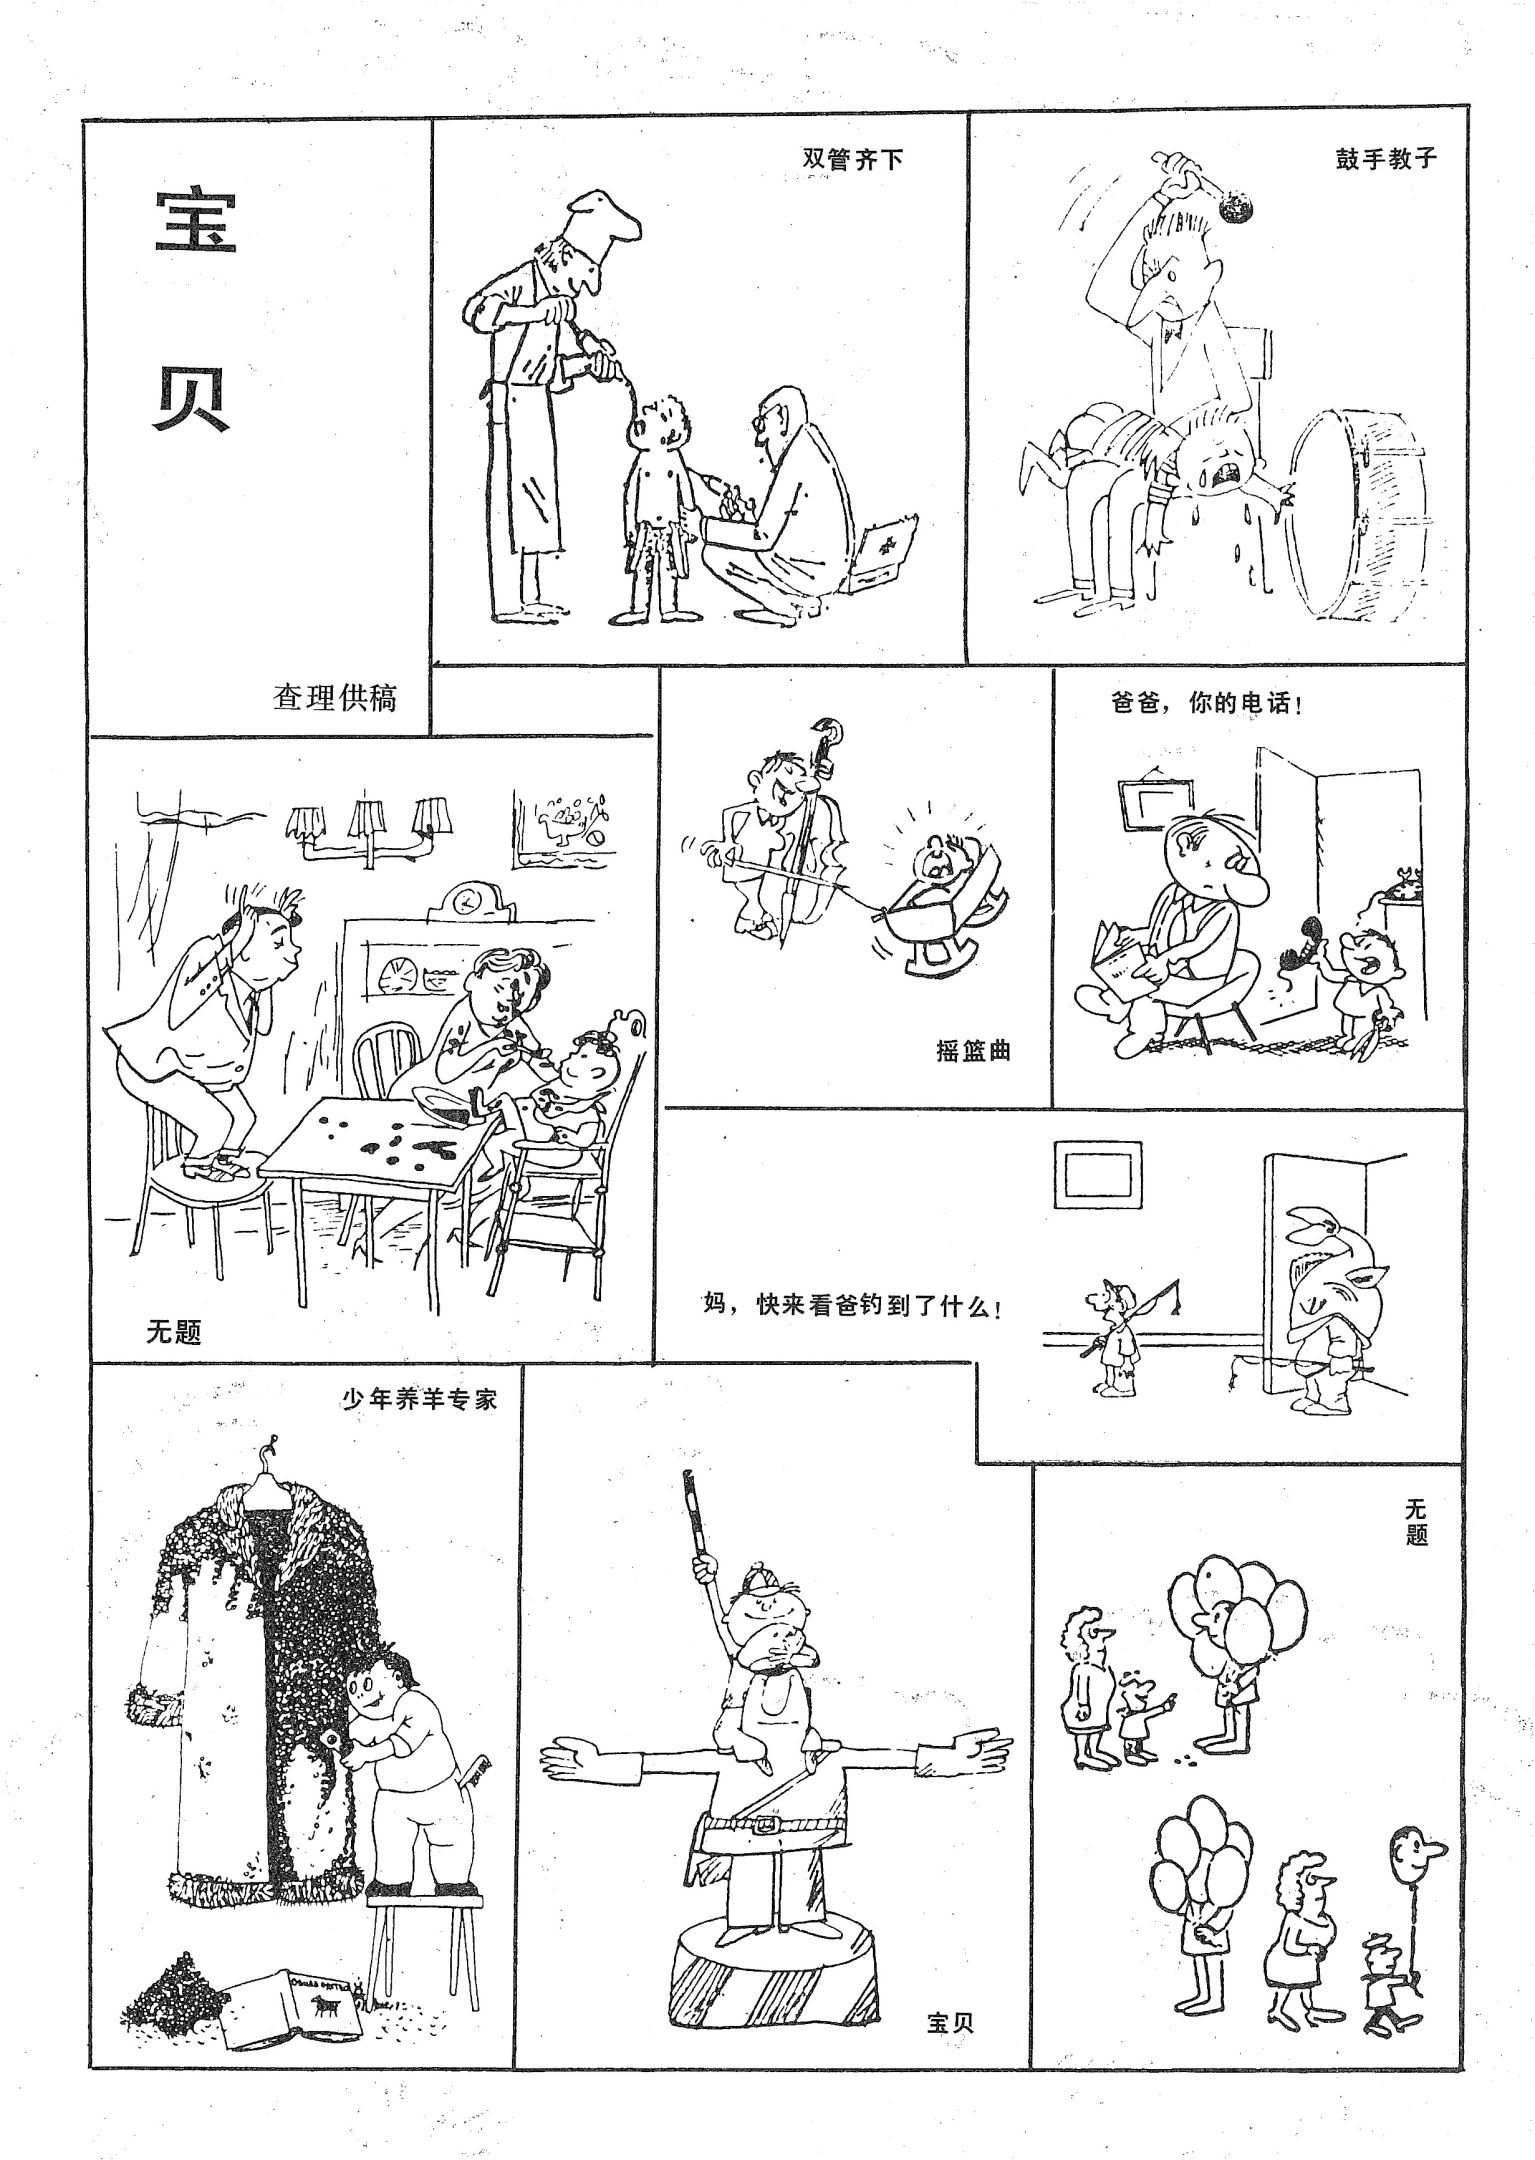 宝
贝
查理供稿
双管齐下
鼓手教子
无题
摇篮曲
爸爸，你的电话！
妈，快来看爸钓到了什么！
少年养羊专家
宝贝
无
题